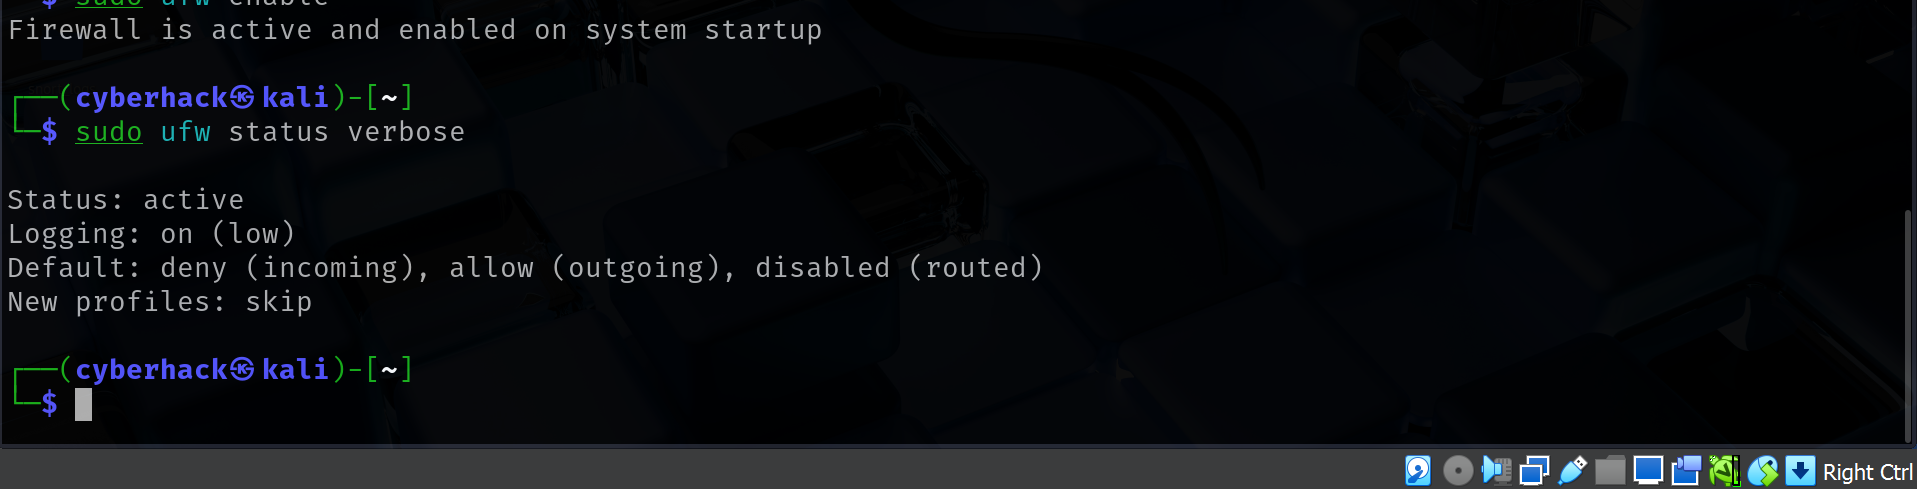 $ sudo ufw enable
Firewall is active and enabled on system startup
┌──(cyberhack㉿kali)-[~]
└─$ sudo ufw status verbose
Status: active
Logging: on (low)
Default: deny (incoming), allow (outgoing), disabled (routed)
New profiles: skip
┌──(cyberhack㉿kali)-[~]
└─$
Right Ctrl